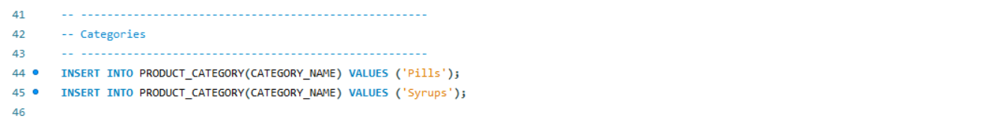 41 -- -----------------------------------------------------
42 -- Categories
43 -- -----------------------------------------------------
44 INSERT INTO PRODUCT_CATEGORY(CATEGORY_NAME) VALUES ('Pills');
45 INSERT INTO PRODUCT_CATEGORY(CATEGORY_NAME) VALUES ('Syrups');
46